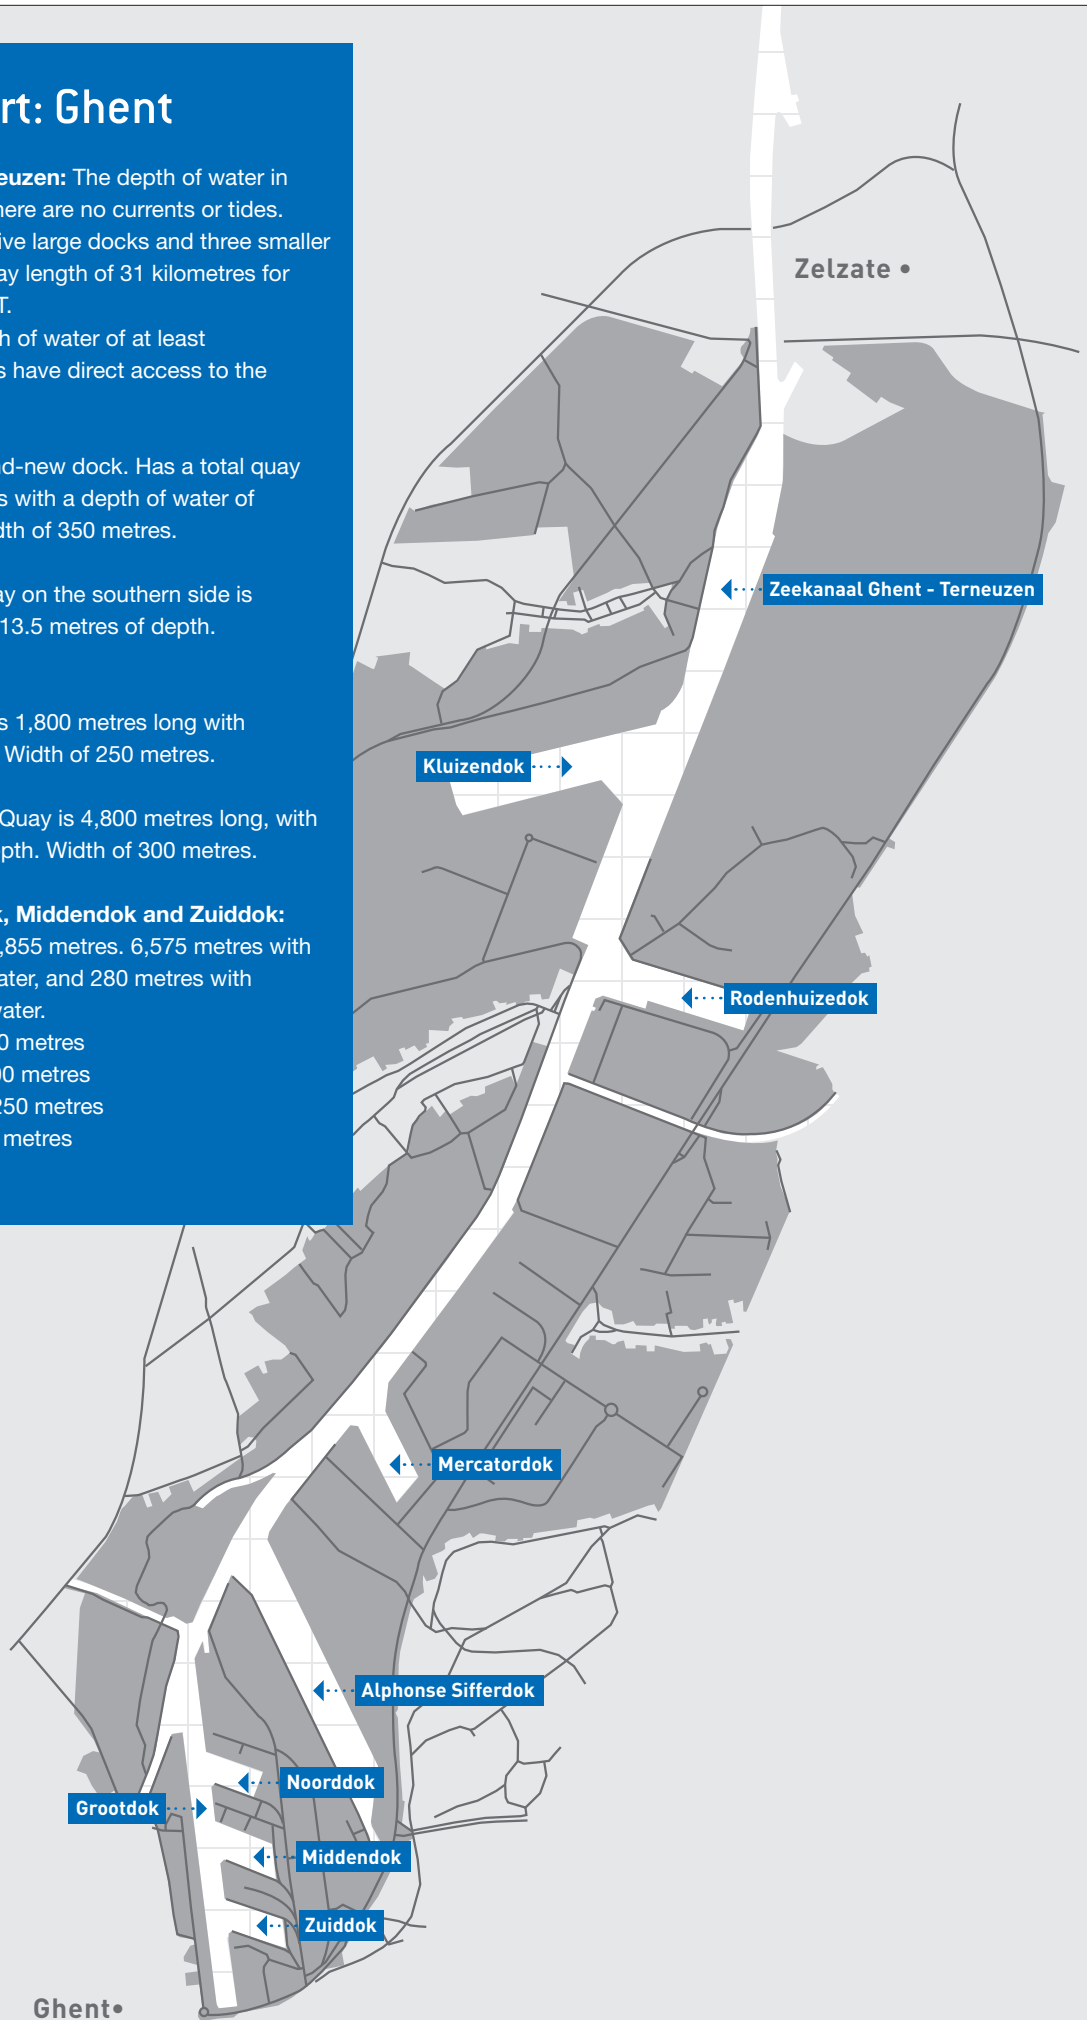 rt: Ghent
euzen: The depth of water in
here are no currents or tides.
ive large docks and three smaller
ay length of 31 kilometres for
T.
h of water of at least
s have direct access to the
nd-new dock. Has a total quay
s with a depth of water of
dth of 350 metres.
ay on the southern side is
13.5 metres of depth.
s 1,800 metres long with
Width of 250 metres.
Quay is 4,800 metres long, with
pth. Width of 300 metres.
k, Middendok and Zuiddok:
,855 metres. 6,575 metres with
ater, and 280 metres with
vater.
0 metres
00 metres
250 metres
metres
Zelzate •
Zeekanaal Ghent - Terneuzen
Kluizendok
Rodenhuizedok
Mercatordok
Alphonse Sifferdok
Noorddok
Grootdok
Middendok
Zuiddok
Ghent•